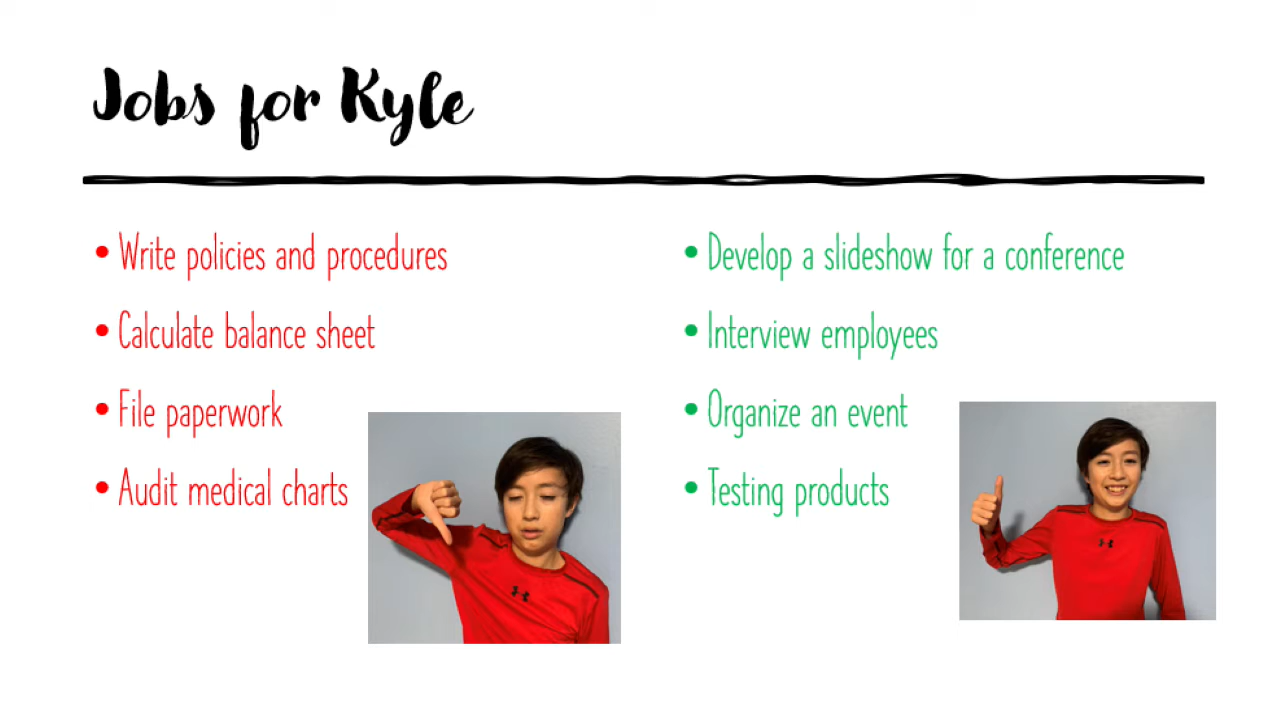 Jobs for Kyle
• Write policies and procedures
• Calculate balance sheet
• File paperwork
• Audit medical charts
• Develop a slideshow for a conference
• Interview employees
• Organize an event
• Testing products